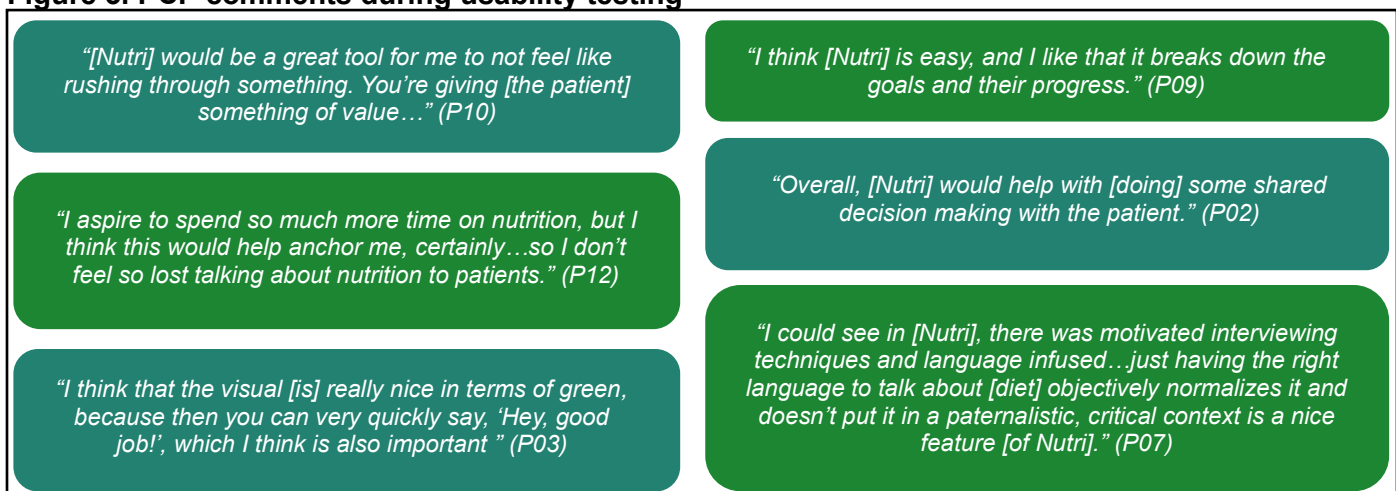 Figure 3. PCP comments during usability testing
“[Nutri] would be a great tool for me to not feel like
rushing through something. You’re giving [the patient]
something of value…” (P10)
“I aspire to spend so much more time on nutrition, but I
think this would help anchor me, certainly…so I don’t
feel so lost talking about nutrition to patients.” (P12)
“I think that the visual [is] really nice in terms of green,
because then you can very quickly say, ‘Hey, good
job!’, which I think is also important ” (P03)
“I think [Nutri] is easy, and I like that it breaks down the
goals and their progress.” (P09)
“Overall, [Nutri] would help with [doing] some shared
decision making with the patient.” (P02)
“I could see in [Nutri], there was motivated interviewing
techniques and language infused…just having the right
language to talk about [diet] objectively normalizes it and
doesn’t put it in a paternalistic, critical context is a nice
feature [of Nutri].” (P07)